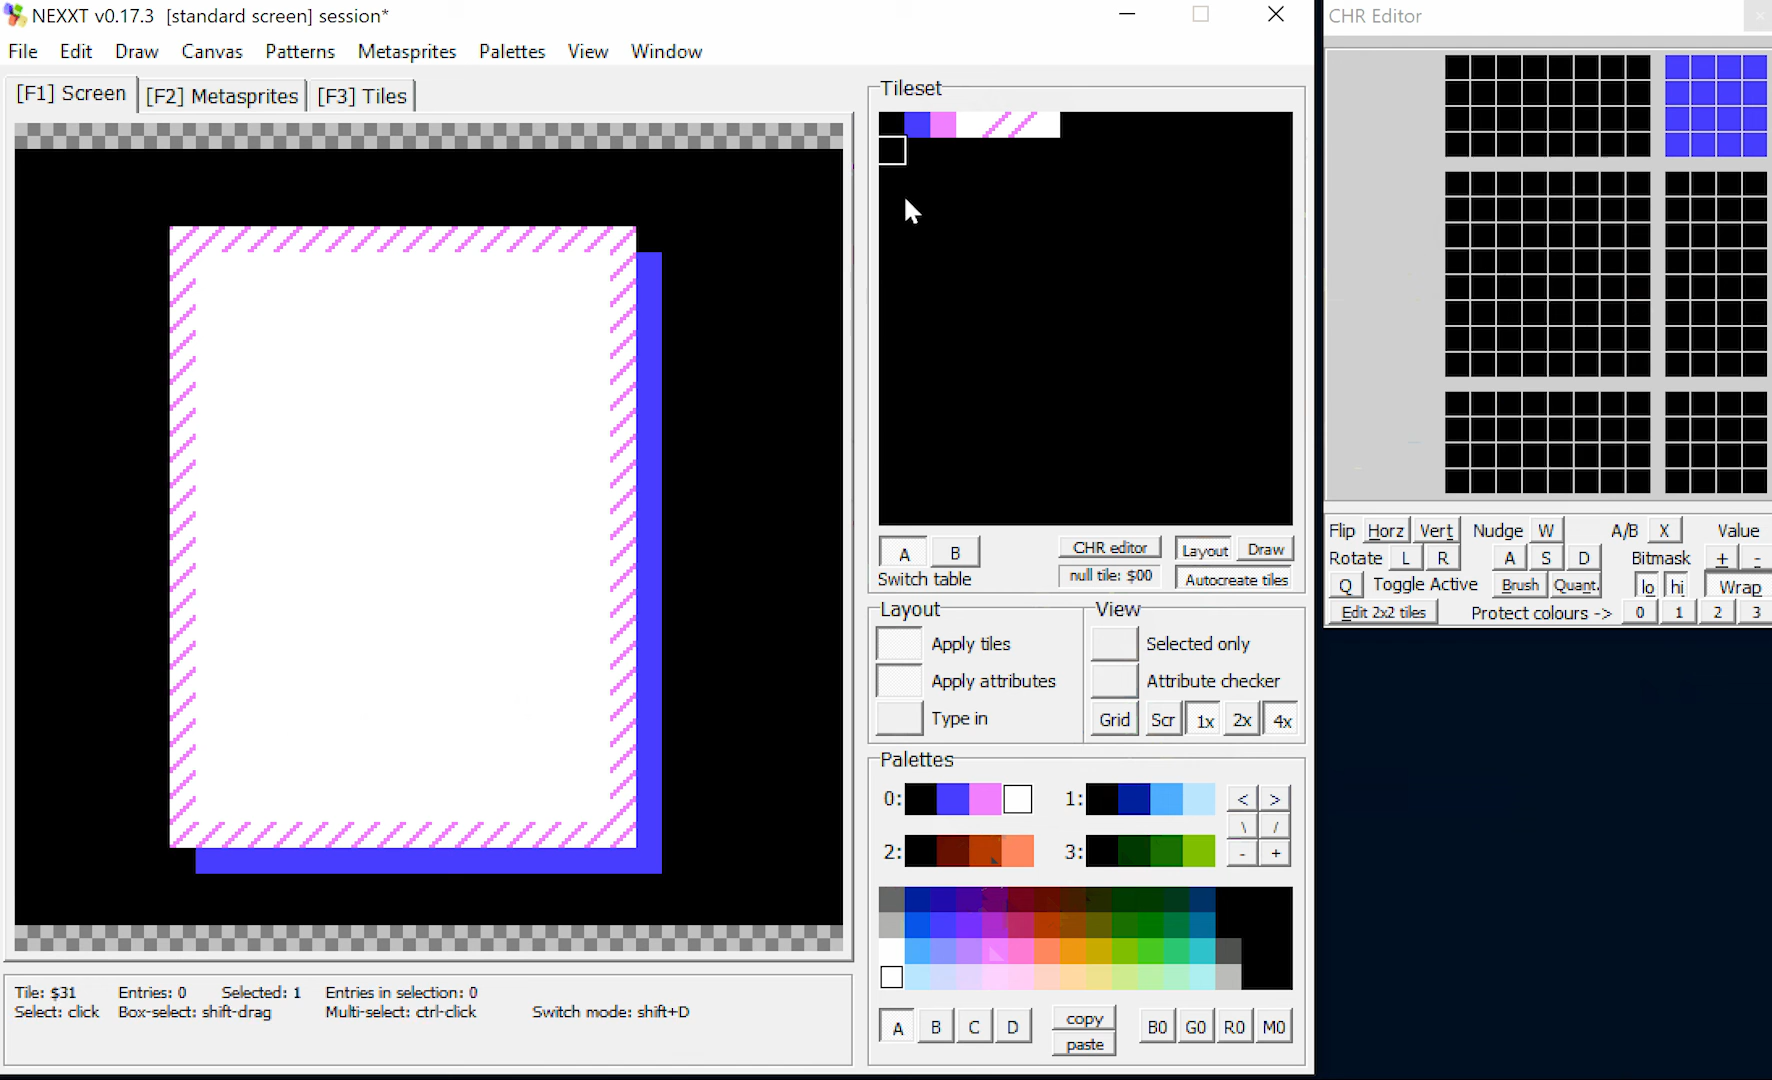 NEXXT v0.17.3 [standard screen] session*
File Edit Draw Canvas Patterns Metasprites Palettes View Window
[F1] Screen [F2] Metasprites [F3] Tiles
Tileset
A B CHR editor Layout Draw
Switch table null tile: $00 Autocreate tiles
Layout View
Apply tiles Selected only
Apply attributes Attribute checker
Type in Grid Scr 1x 2x 4x
Palettes
0: 1: < >
\ /
2: 3: - +
A B C D copy B0 G0 R0 M0
paste
Tile: $31 Entries: 0 Selected: 1 Entries in selection: 0
Select: click Box-select: shift-drag Multi-select: ctrl-click Switch mode: shift+D
CHR Editor
Flip Horz Vert Nudge W A/B X Value
Rotate L R A S D Bitmask + -
Q Toggle Active Brush Quant. lo hi Wrap
Edit 2x2 tiles Protect colours -> 0 1 2 3